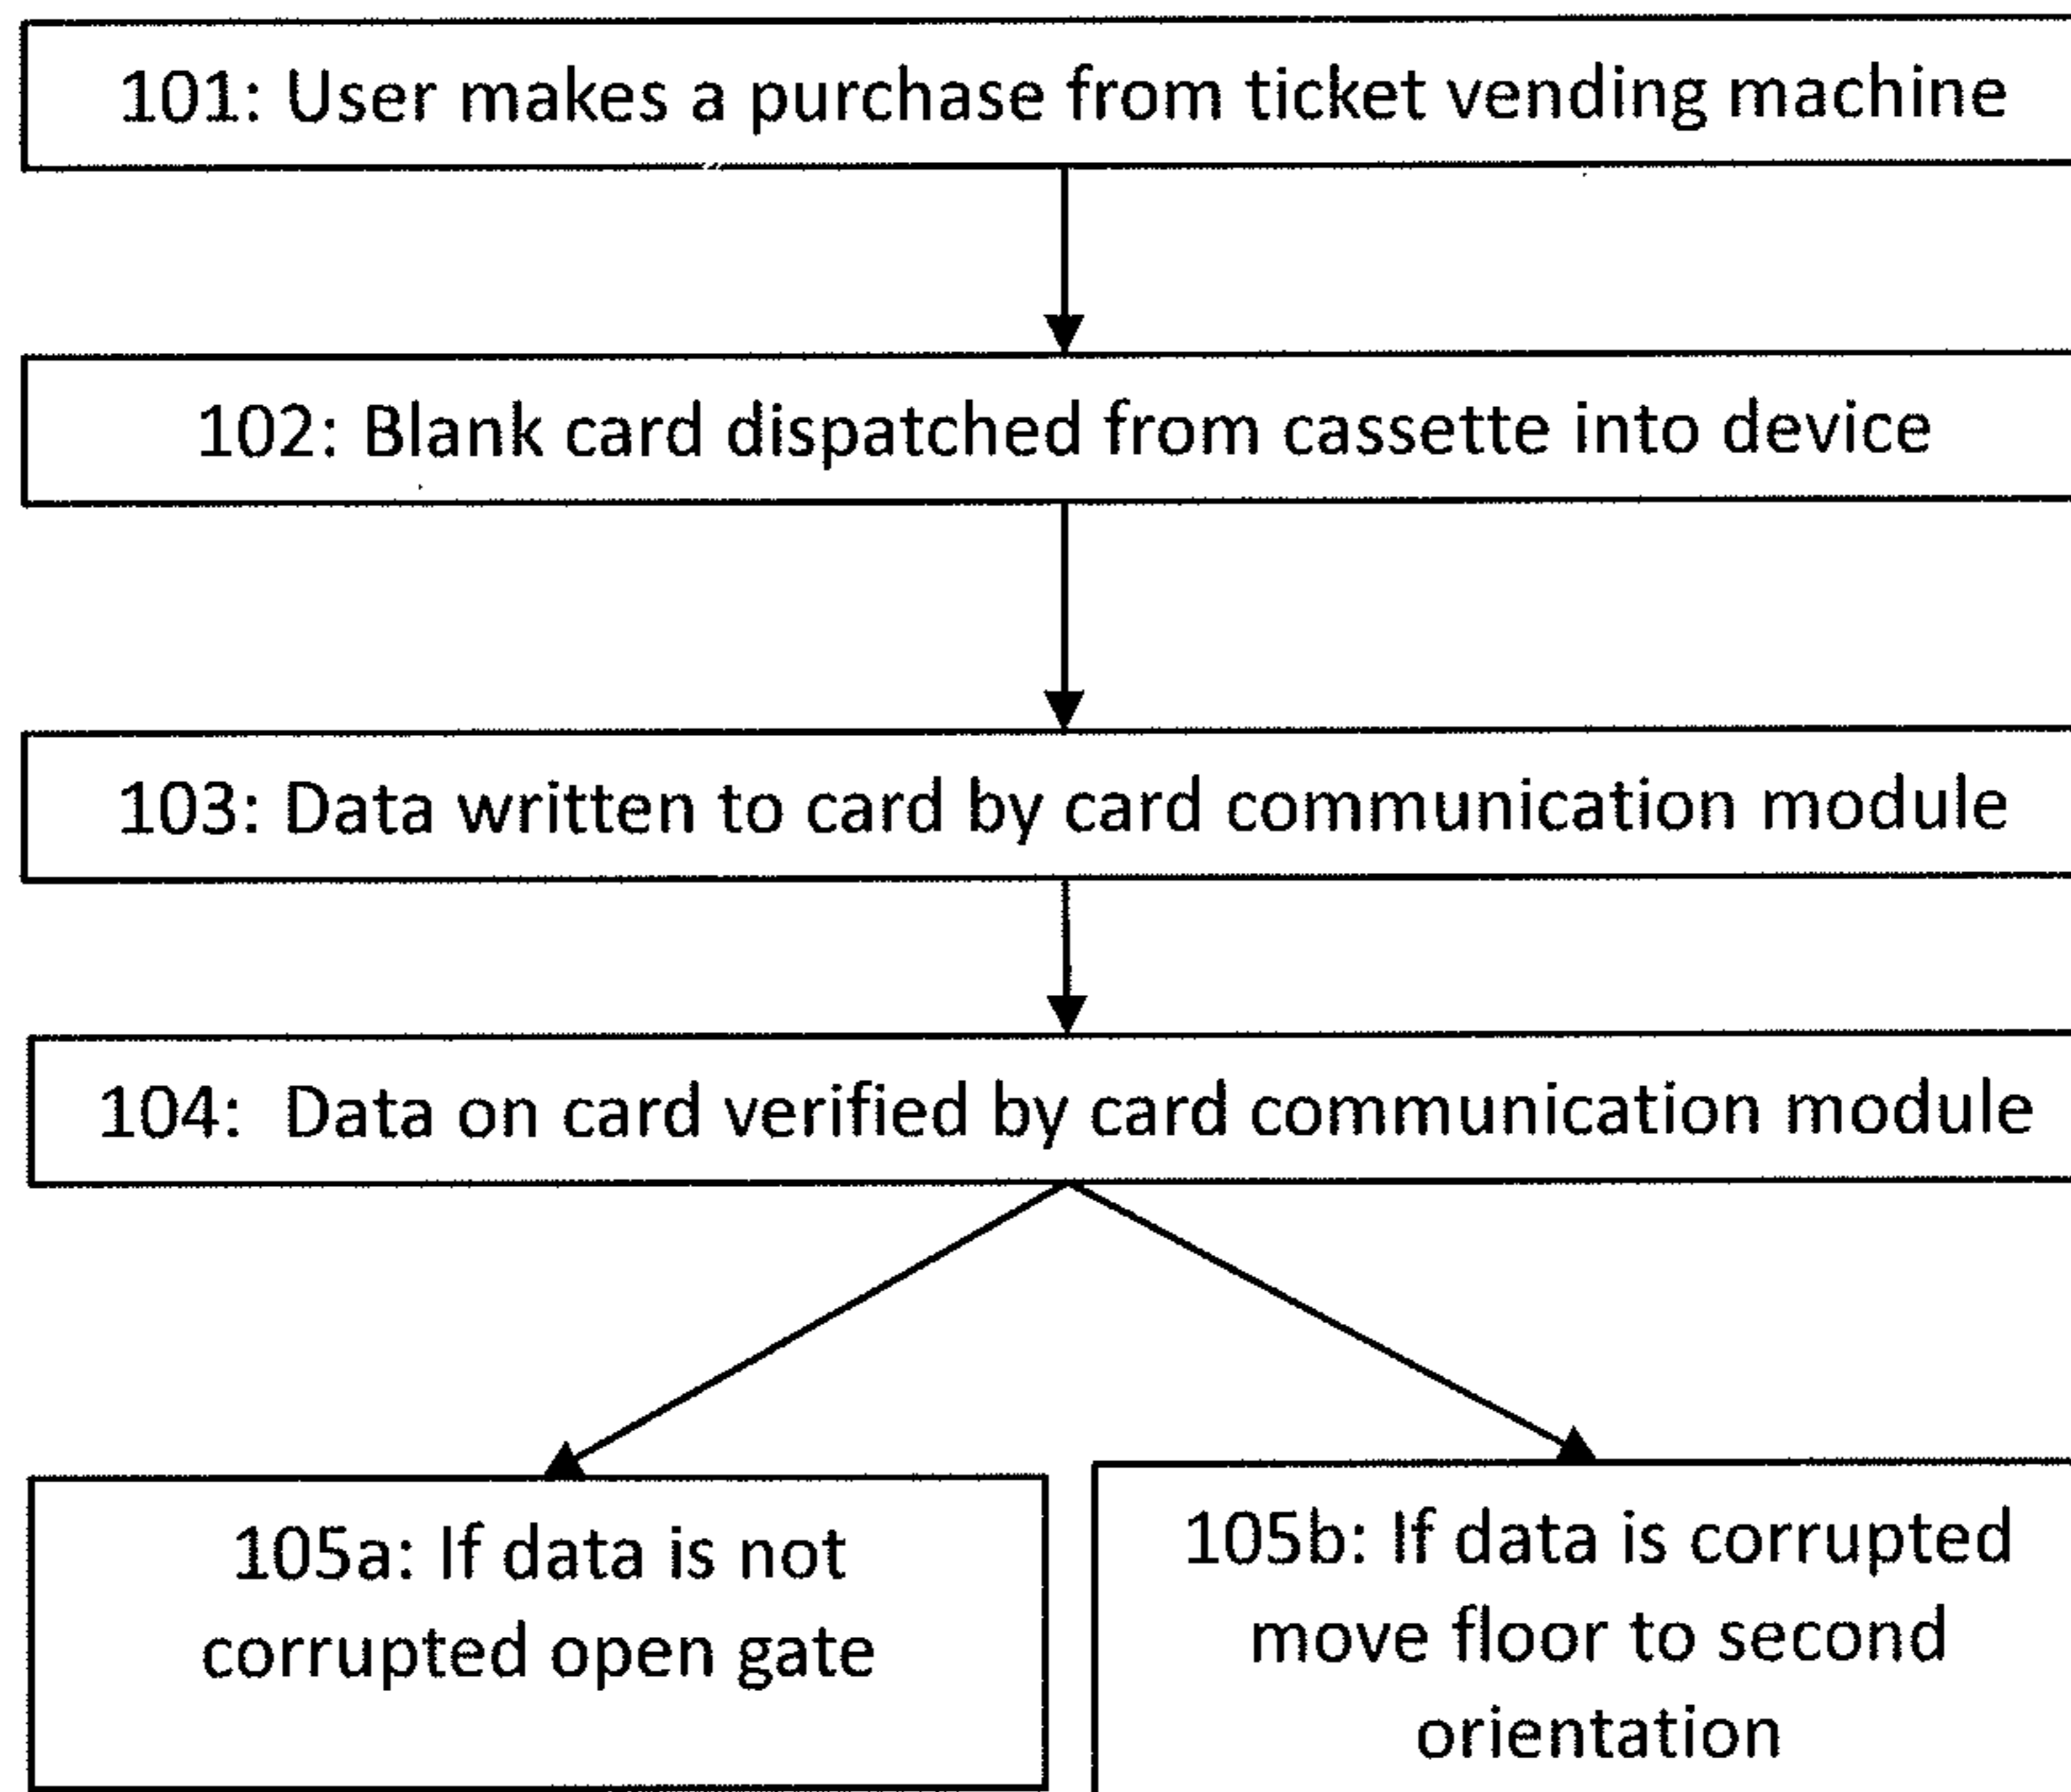 101: User makes a purchase from ticket vending machine
102: Blank card dispatched from cassette into device
103: Data written to card by card communication module
104: Data on card verified by card communication module
105a: If data is not
corrupted open gate
105b: If data is corrupted
move floor to second
orientation